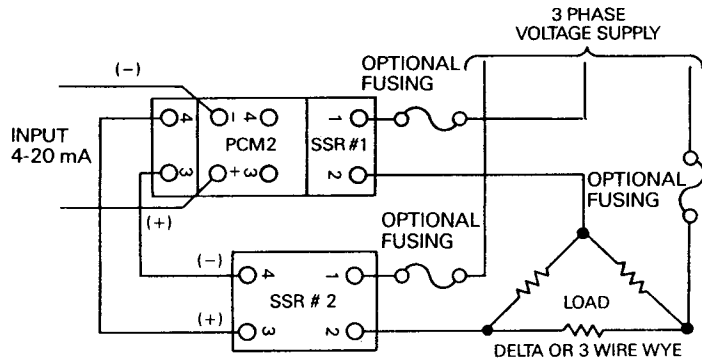 3 PHASE
VOLTAGE SUPPLY
OPTIONAL
FUSING
(-)
INPUT
4-20 mA
4
3
-
4
PCM2
+
3
1
SSR #1
2
(+)
OPTIONAL
FUSING
OPTIONAL
FUSING
(-)
(+)
4
3
SSR # 2
1
2
LOAD
DELTA OR 3 WIRE WYE